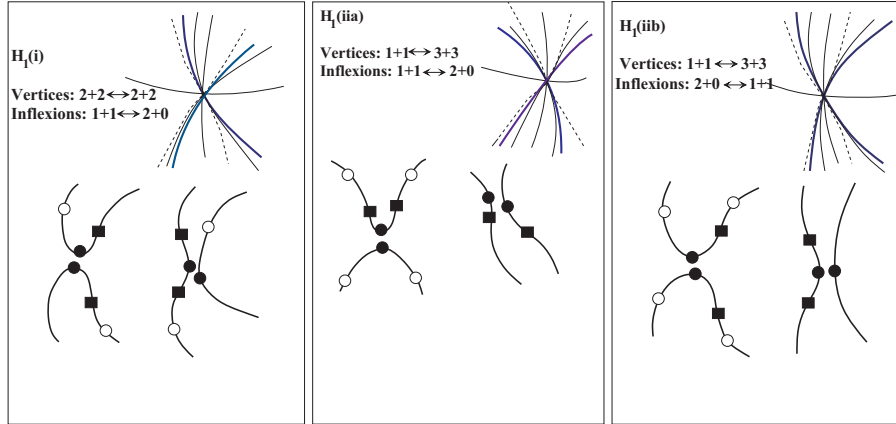 H₁(i)
Vertices: 2+2↔2+2
Inflexions: 1+1↔2+0
H₁(iia)
Vertices: 1+1↔3+3
Inflexions: 1+1↔2+0
H₁(iib)
Vertices: 1+1↔3+3
Inflexions: 2+0↔1+1